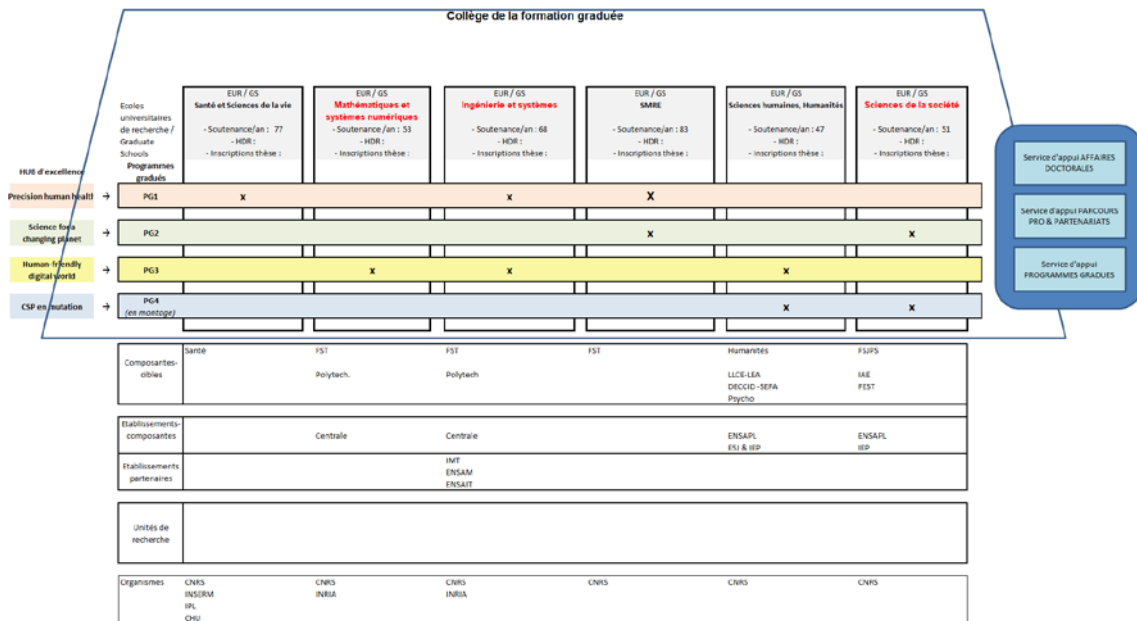 Collège de la formation graduée
Ecoles
universitaires
de recherche /
Graduate
Schools
Programmes
gradués
EUR / GS
Santé et Sciences de la vie
- Soutenance/an : 77
- HDR :
- Inscriptions thèse :
EUR / GS
Mathématiques et
systèmes numériques
- Soutenance/an : 53
- HDR :
- Inscriptions thèse :
EUR / GS
Ingénierie et systèmes
- Soutenance/an : 68
- HDR :
- Inscriptions thèse :
EUR / GS
SMRE
- Soutenance/an : 83
- HDR :
- Inscriptions thèse :
EUR / GS
Sciences humaines, Humanités
- Soutenance/an : 47
- HDR :
- Inscriptions thèse :
EUR / GS
Sciences de la société
- Soutenance/an : 51
- HDR :
- Inscriptions thèse :
HUB d'excellence
Precision human health → PG1 x x x
Science for a
changing planet → PG2 x x
Human-friendly
digital world → PG3 x x x
CSP en mutation → PG4 x x
(en montage)
Service d'appui AFFAIRES
DOCTORALES
Service d'appui PARCOURS
PRO & PARTENARIATS
Service d'appui
PROGRAMMES GRADUES
Composantes-
cibles
Santé
FST
Polytech.
FST
Polytech
FST
Humanités
LLCE-LEA
DECCID -SEFA
Psycho
FSJPS
IAE
FEST
Etablissements-
composantes
Centrale
Centrale
ENSAPL
ESJ & IEP
ENSAPL
IEP
Etablissements
partenaires
IMT
ENSAM
ENSAIT
Unités de
recherche
Organismes
CNRS
INSERM
IPL
CHU
CNRS
INRIA
CNRS
INRIA
CNRS
CNRS
CNRS